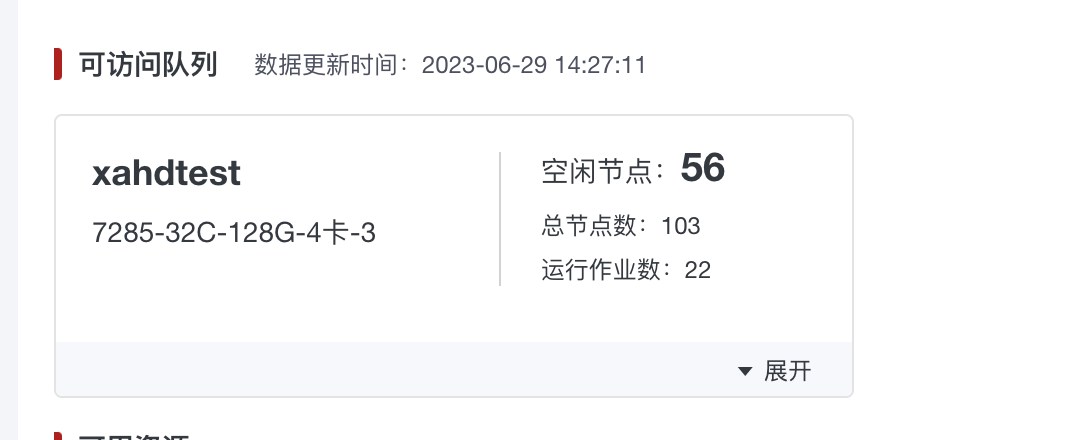 可访问队列 数据更新时间：2023-06-29 14:27:11
xahdtest
7285-32C-128G-4卡-3
空闲节点：56
总节点数：103
运行作业数：22
展开